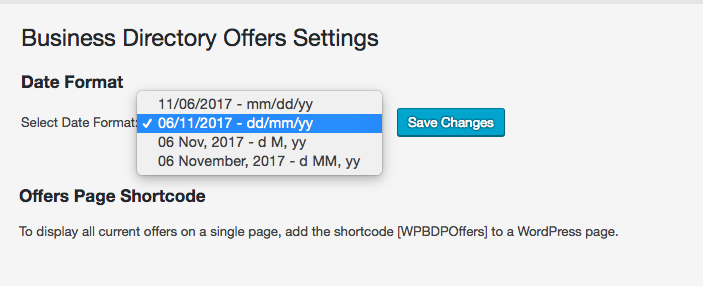 Business Directory Offers Settings
Date Format
11/06/2017 - mm/dd/yy
Select Date Format: ✓ 06/11/2017 - dd/mm/yy Save Changes
06 Nov, 2017 - d M, yy
06 November, 2017 - d MM, yy
Offers Page Shortcode
To display all current offers on a single page, add the shortcode [WPBDPOffers] to a WordPress page.